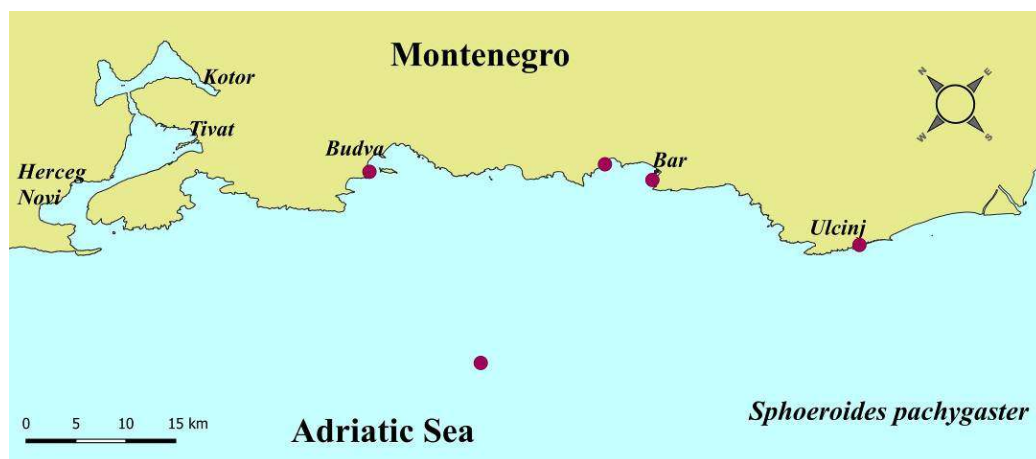 Montenegro
Kotor
Tivat
Budva
Bar
Herceg
Novi
Ulcinj
N
E
W
S
0 5 10 15 km
Adriatic Sea
Sphoeroides pachygaster